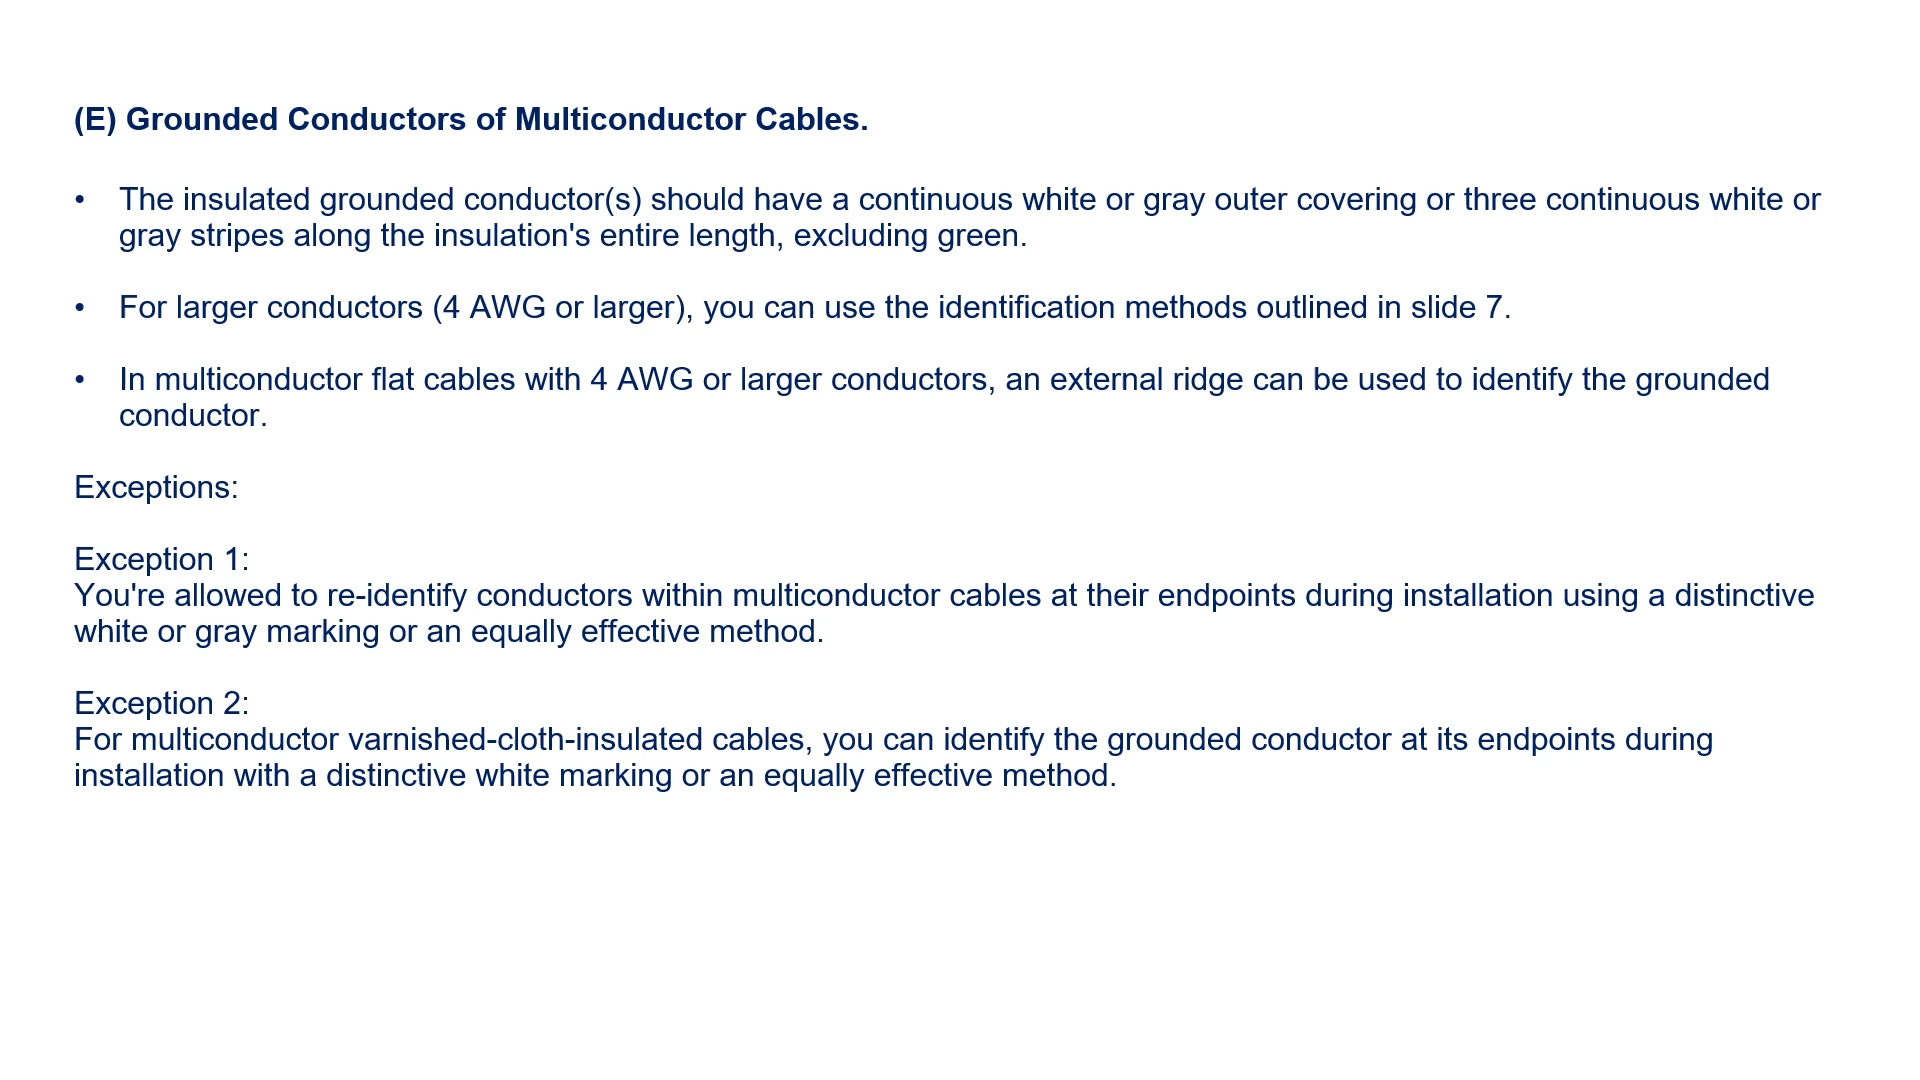 (E) Grounded Conductors of Multiconductor Cables.
• The insulated grounded conductor(s) should have a continuous white or gray outer covering or three continuous white or
gray stripes along the insulation's entire length, excluding green.
• For larger conductors (4 AWG or larger), you can use the identification methods outlined in slide 7.
• In multiconductor flat cables with 4 AWG or larger conductors, an external ridge can be used to identify the grounded
conductor.
Exceptions:
Exception 1:
You're allowed to re-identify conductors within multiconductor cables at their endpoints during installation using a distinctive
white or gray marking or an equally effective method.
Exception 2:
For multiconductor varnished-cloth-insulated cables, you can identify the grounded conductor at its endpoints during
installation with a distinctive white marking or an equally effective method.